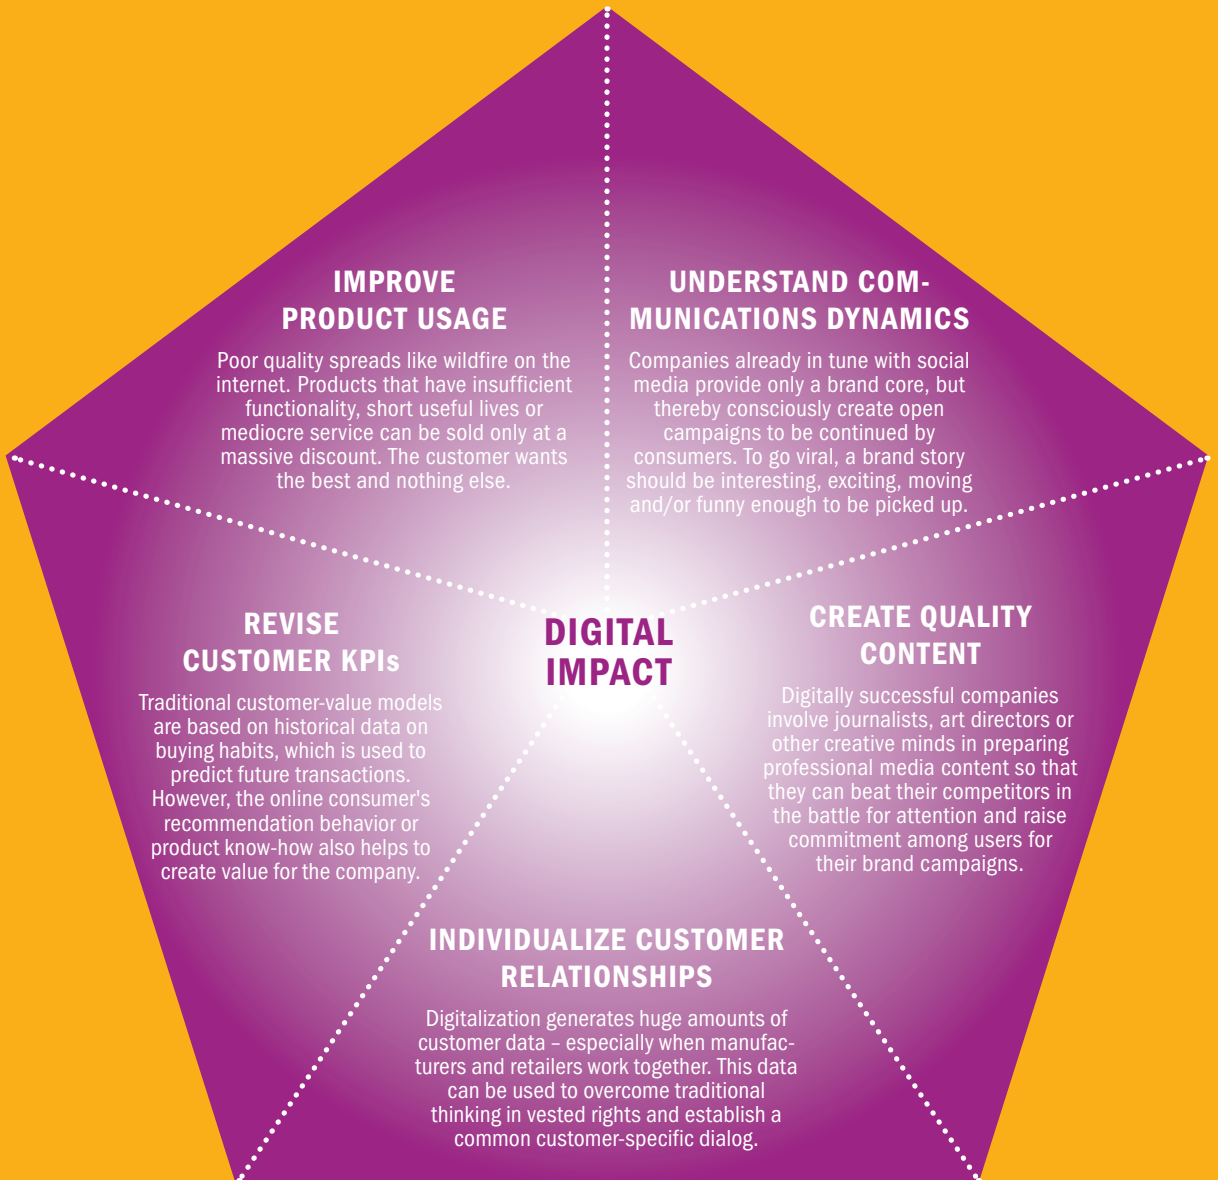 IMPROVE
PRODUCT USAGE
Poor quality spreads like wildfire on the
internet. Products that have insufficient
functionality, short useful lives or
mediocre service can be sold only at a
massive discount. The customer wants
the best and nothing else.
UNDERSTAND COM-
MUNICATIONS DYNAMICS
Companies already in tune with social
media provide only a brand core, but
thereby consciously create open
campaigns to be continued by
consumers. To go viral, a brand story
should be interesting, exciting, moving
and/or funny enough to be picked up.
REVISE
CUSTOMER KPIs
Traditional customer-value models
are based on historical data on
buying habits, which is used to
predict future transactions.
However, the online consumer's
recommendation behavior or
product know-how also helps to
create value for the company.
DIGITAL
IMPACT
CREATE QUALITY
CONTENT
Digitally successful companies
involve journalists, art directors or
other creative minds in preparing
professional media content so that
they can beat their competitors in
the battle for attention and raise
commitment among users for
their brand campaigns.
INDIVIDUALIZE CUSTOMER
RELATIONSHIPS
Digitalization generates huge amounts of
customer data – especially when manufac-
turers and retailers work together. This data
can be used to overcome traditional
thinking in vested rights and establish a
common customer-specific dialog.